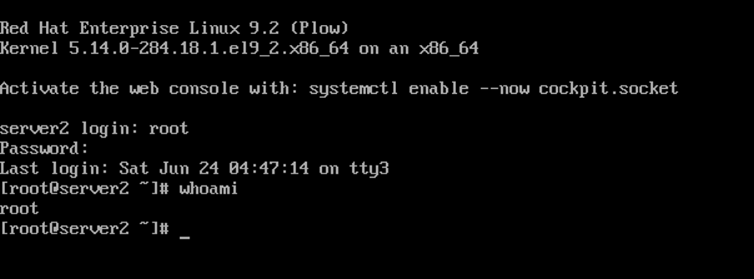 Red Hat Enterprise Linux 9.2 (Plow)
Kernel 5.14.0-284.18.1.el9_2.x86_64 on an x86_64
Activate the web console with: systemctl enable --now cockpit.socket
server2 login: root
Password:
Last login: Sat Jun 24 04:47:14 on tty3
[root@server2 ~]# whoami
root
[root@server2 ~]# _